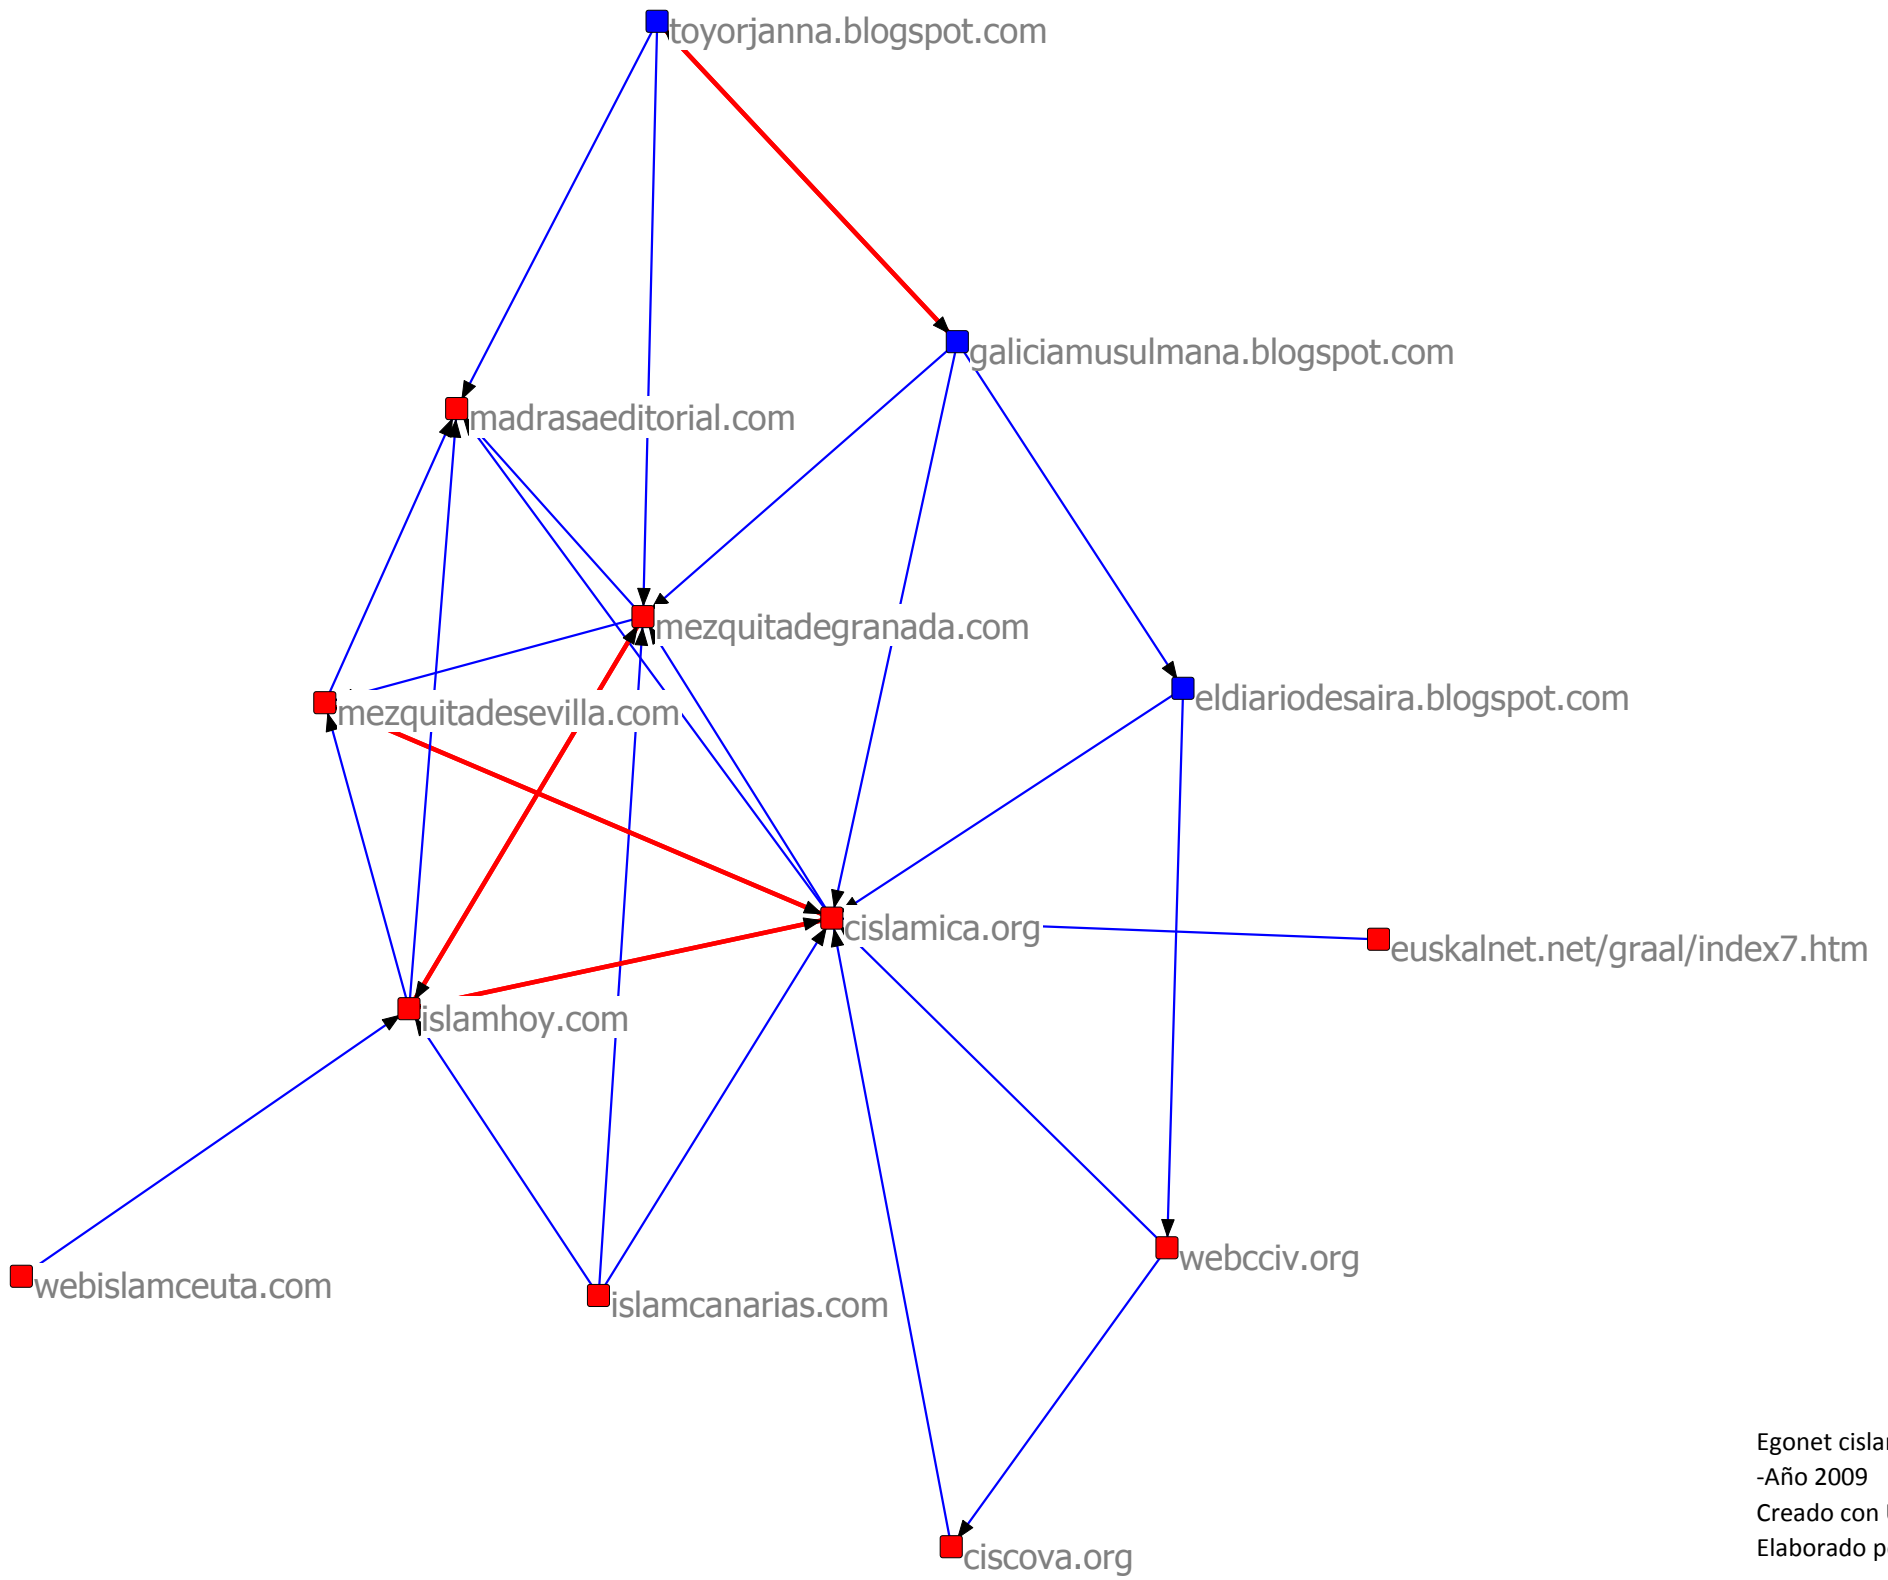 toyorjanna.blogspot.com
galiciamusulmana.blogspot.com
madrasaeditorial.com
mezquitadegranada.com
mezquitadesevilla.com
eldiariodesaira.blogspot.com
cislamica.org
euskalnet.net/graal/index7.htm
islamhoy.com
webcciv.org
webislamceuta.com
islamcanarias.com
ciscova.org
Egonet
-Año 2009
Creado con
Elaborado